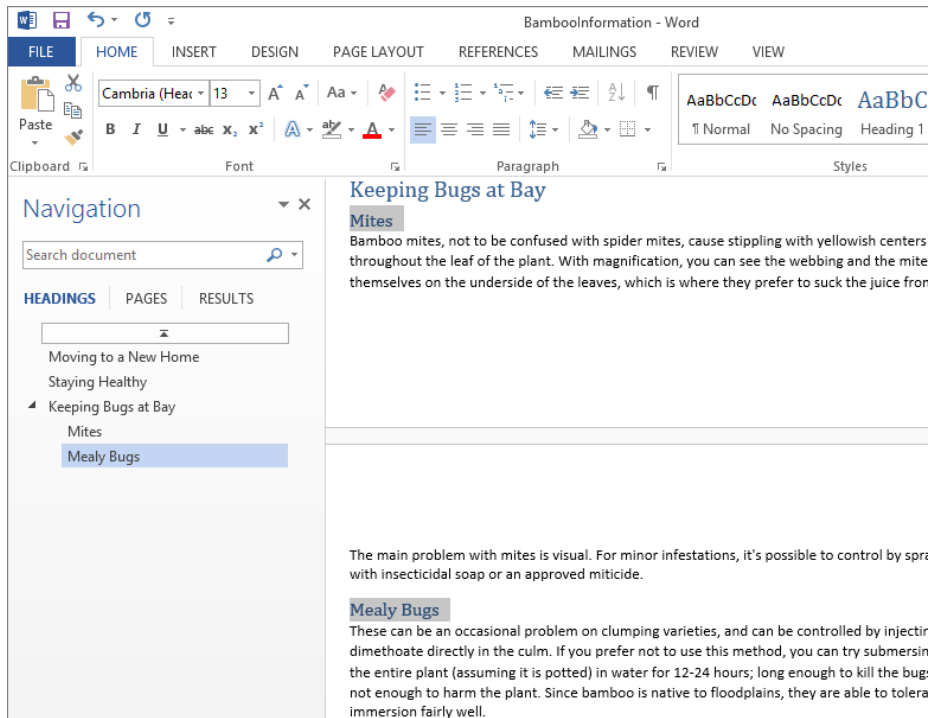 BambooInformation - Word
FILE HOME INSERT DESIGN PAGE LAYOUT REFERENCES MAILINGS REVIEW VIEW
Cambria (Head 13 A A Aa
AaBbCcDc AaBbCcDc AaBbC
Paste B I U abc X₂ X² A ab A
¶ Normal No Spacing Heading 1
Clipboard Font Paragraph Styles
Navigation
Search document
HEADINGS PAGES RESULTS
Moving to a New Home
Staying Healthy
Keeping Bugs at Bay
Mites
Mealy Bugs
Keeping Bugs at Bay
Mites
Bamboo mites, not to be confused with spider mites, cause stippling with yellowish centers
throughout the leaf of the plant. With magnification, you can see the webbing and the mite
themselves on the underside of the leaves, which is where they prefer to suck the juice from
The main problem with mites is visual. For minor infestations, it's possible to control by spra
with insecticidal soap or an approved miticide.
Mealy Bugs
These can be an occasional problem on clumping varieties, and can be controlled by injectin
dimethoate directly in the culm. If you prefer not to use this method, you can try submersin
the entire plant (assuming it is potted) in water for 12-24 hours; long enough to kill the bugs
not enough to harm the plant. Since bamboo is native to floodplains, they are able to tolera
immersion fairly well.